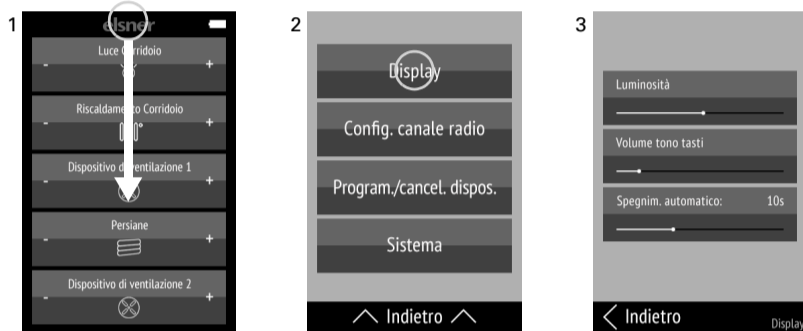 1
elsner
Luce Corridoio
- +
Riscaldamento Corridoio
- +
Dispositivo di ventilazione 1
- +
Persiane
- +
Dispositivo di ventilazione 2
- +
2
Display
Config. canale radio
Program./cancel. dispos.
Sistema
Indietro
3
Luminosità
Volume tono tasti
Spegnim. automatico: 10s
Indietro
Display